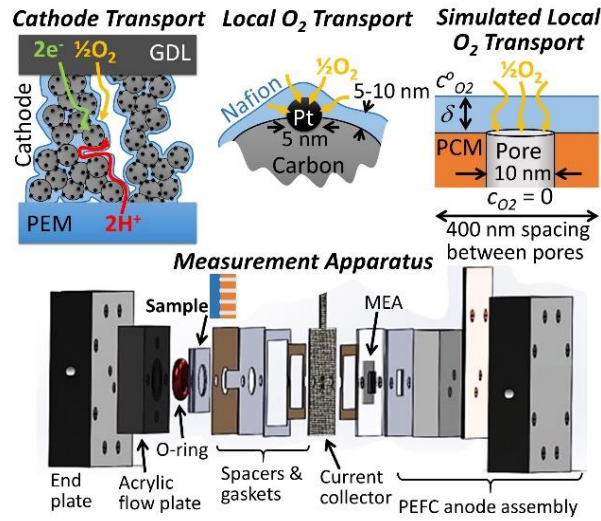 Cathode Transport
2e⁻ ½O₂
GDL
Cathode
PEM
2H⁺
Local O₂ Transport
½O₂
Nafion
5-10 nm
Pt
5 nm
Carbon
Simulated Local
O₂ Transport
c°O2
½O₂
δ
PCM
Pore
10 nm
cO2 = 0
400 nm spacing
between pores
Measurement Apparatus
Sample
MEA
O-ring
End
plate
Acrylic
flow plate
Spacers &
gaskets
Current
collector
PEFC anode assembly